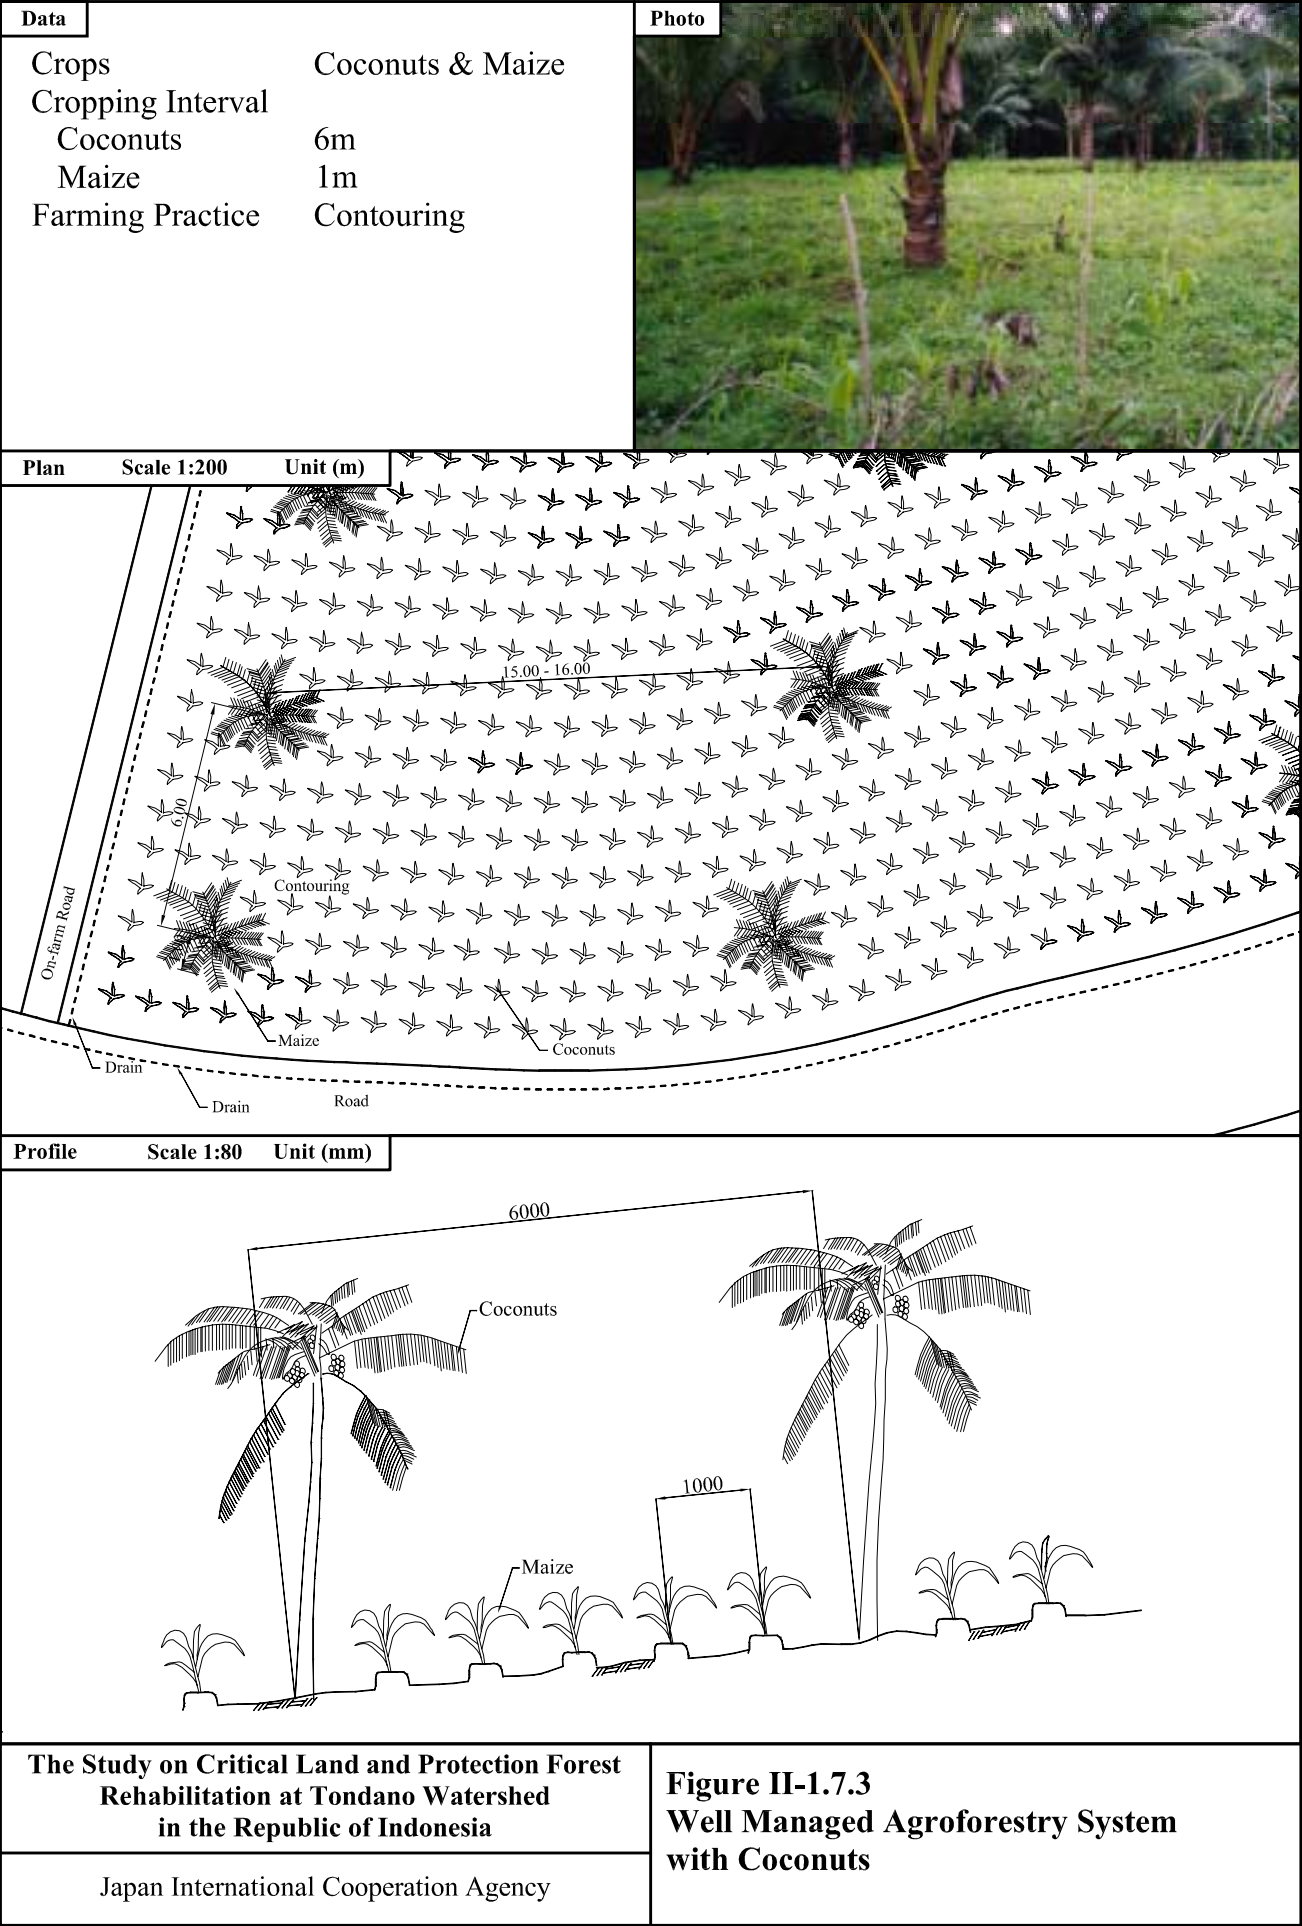 Data
Crops Coconuts & Maize
Cropping Interval
Coconuts 6m
Maize 1m
Farming Practice Contouring
Photo
Plan Scale 1:200 Unit (m)
15.00 - 16.00
6.00
Contouring
On-farm Road
Maize
Coconuts
Drain
Drain
Road
Profile Scale 1:80 Unit (mm)
6000
Coconuts
1000
Maize
The Study on Critical Land and Protection Forest
Rehabilitation at Tondano Watershed
in the Republic of Indonesia
Japan International Cooperation Agency
Figure II-1.7.3
Well Managed Agroforestry System
with Coconuts